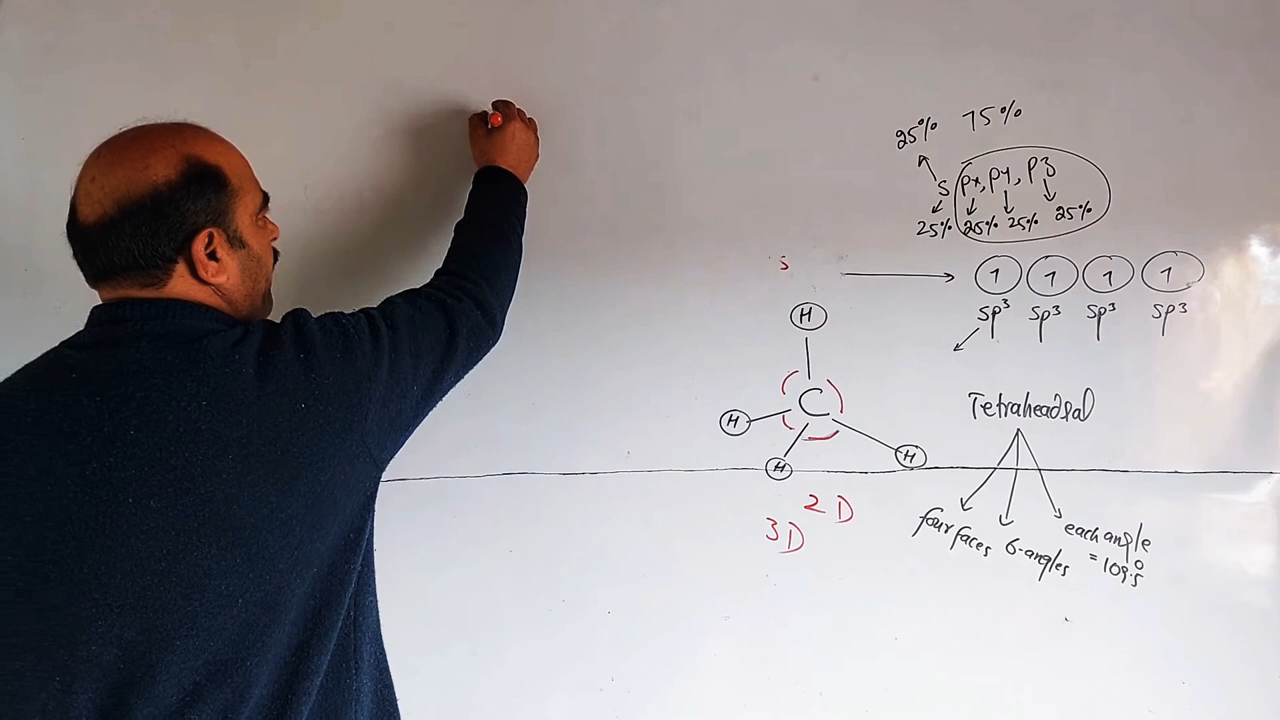 25% 75%
s px, py, pz
25% 25% 25% 25%
s
1 1 1 1
sp³ sp³ sp³ sp³
H
C
H
H
H
Tetraheadral
2D
3D
four faces 6-angles each angle
= 109.5°